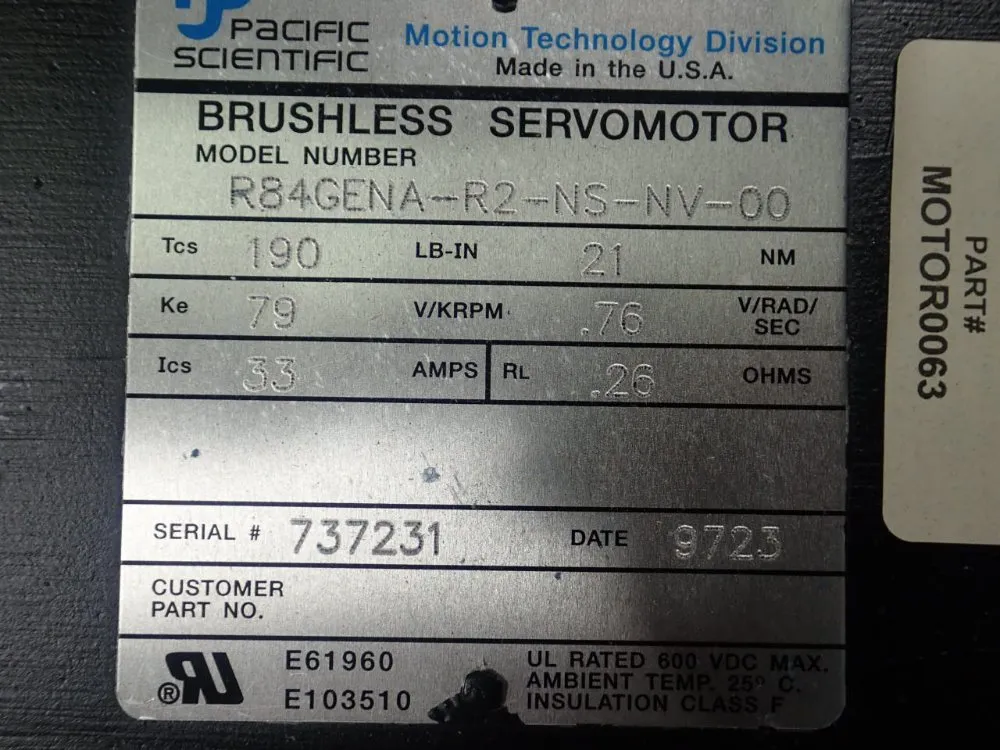 PACIFIC
SCIENTIFIC
Motion Technology Division
Made in the U.S.A.
BRUSHLESS SERVOMOTOR
MODEL NUMBER
R84GENA-R2-NS-NV-00
Tcs 190 LB-IN 21 NM
Ke 79 V/KRPM .76 V/RAD/
SEC
Ics 33 AMPS RL .26 OHMS
SERIAL # 737231 DATE 9723
CUSTOMER
PART NO.
E61960
E103510
UL RATED 600 VDC MAX.
AMBIENT TEMP. 25º C.
INSULATION CLASS F
PART#
MOTOR0063